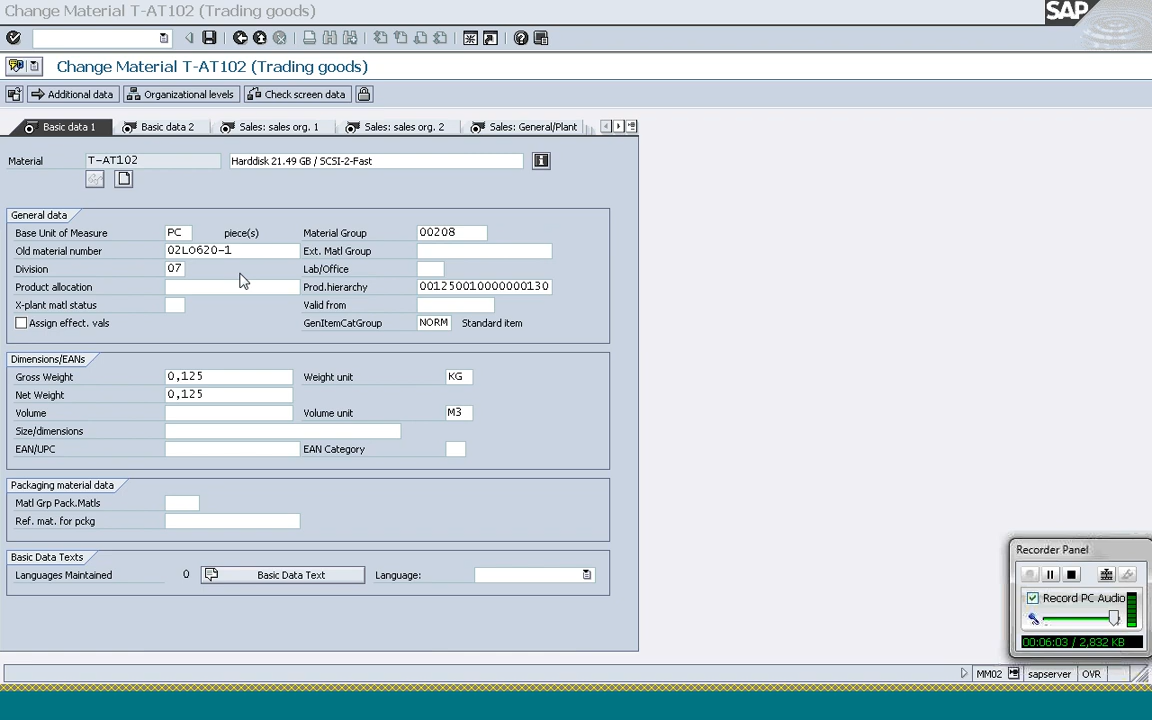 Change Material T-AT102 (Trading goods)
SAP
Change Material T-AT102 (Trading goods)
Additional data Organizational levels Check screen data
Basic data 1 Basic data 2 Sales: sales org. 1 Sales: sales org. 2 Sales: General/Plant
Material T-AT102 Harddisk 21.49 GB / SCSI-2-Fast
General data
Base Unit of Measure PC piece(s) Material Group 00208
Old material number 02LO620-1 Ext. Matl Group
Division 07 Lab/Office
Product allocation Prod.hierarchy 001250010000000130
X-plant matl status Valid from
Assign effect. vals GenItemCatGroup NORM Standard item
Dimensions/EANs
Gross Weight 0,125 Weight unit KG
Net Weight 0,125
Volume Volume unit M3
Size/dimensions
EAN/UPC EAN Category
Packaging material data
Matl Grp Pack.Matls
Ref. mat. for pckg
Basic Data Texts
Languages Maintained 0 Basic Data Text Language:
Recorder Panel
Record PC Audio
00:06:03 / 2,832 KB
MM02 sapserver OVR